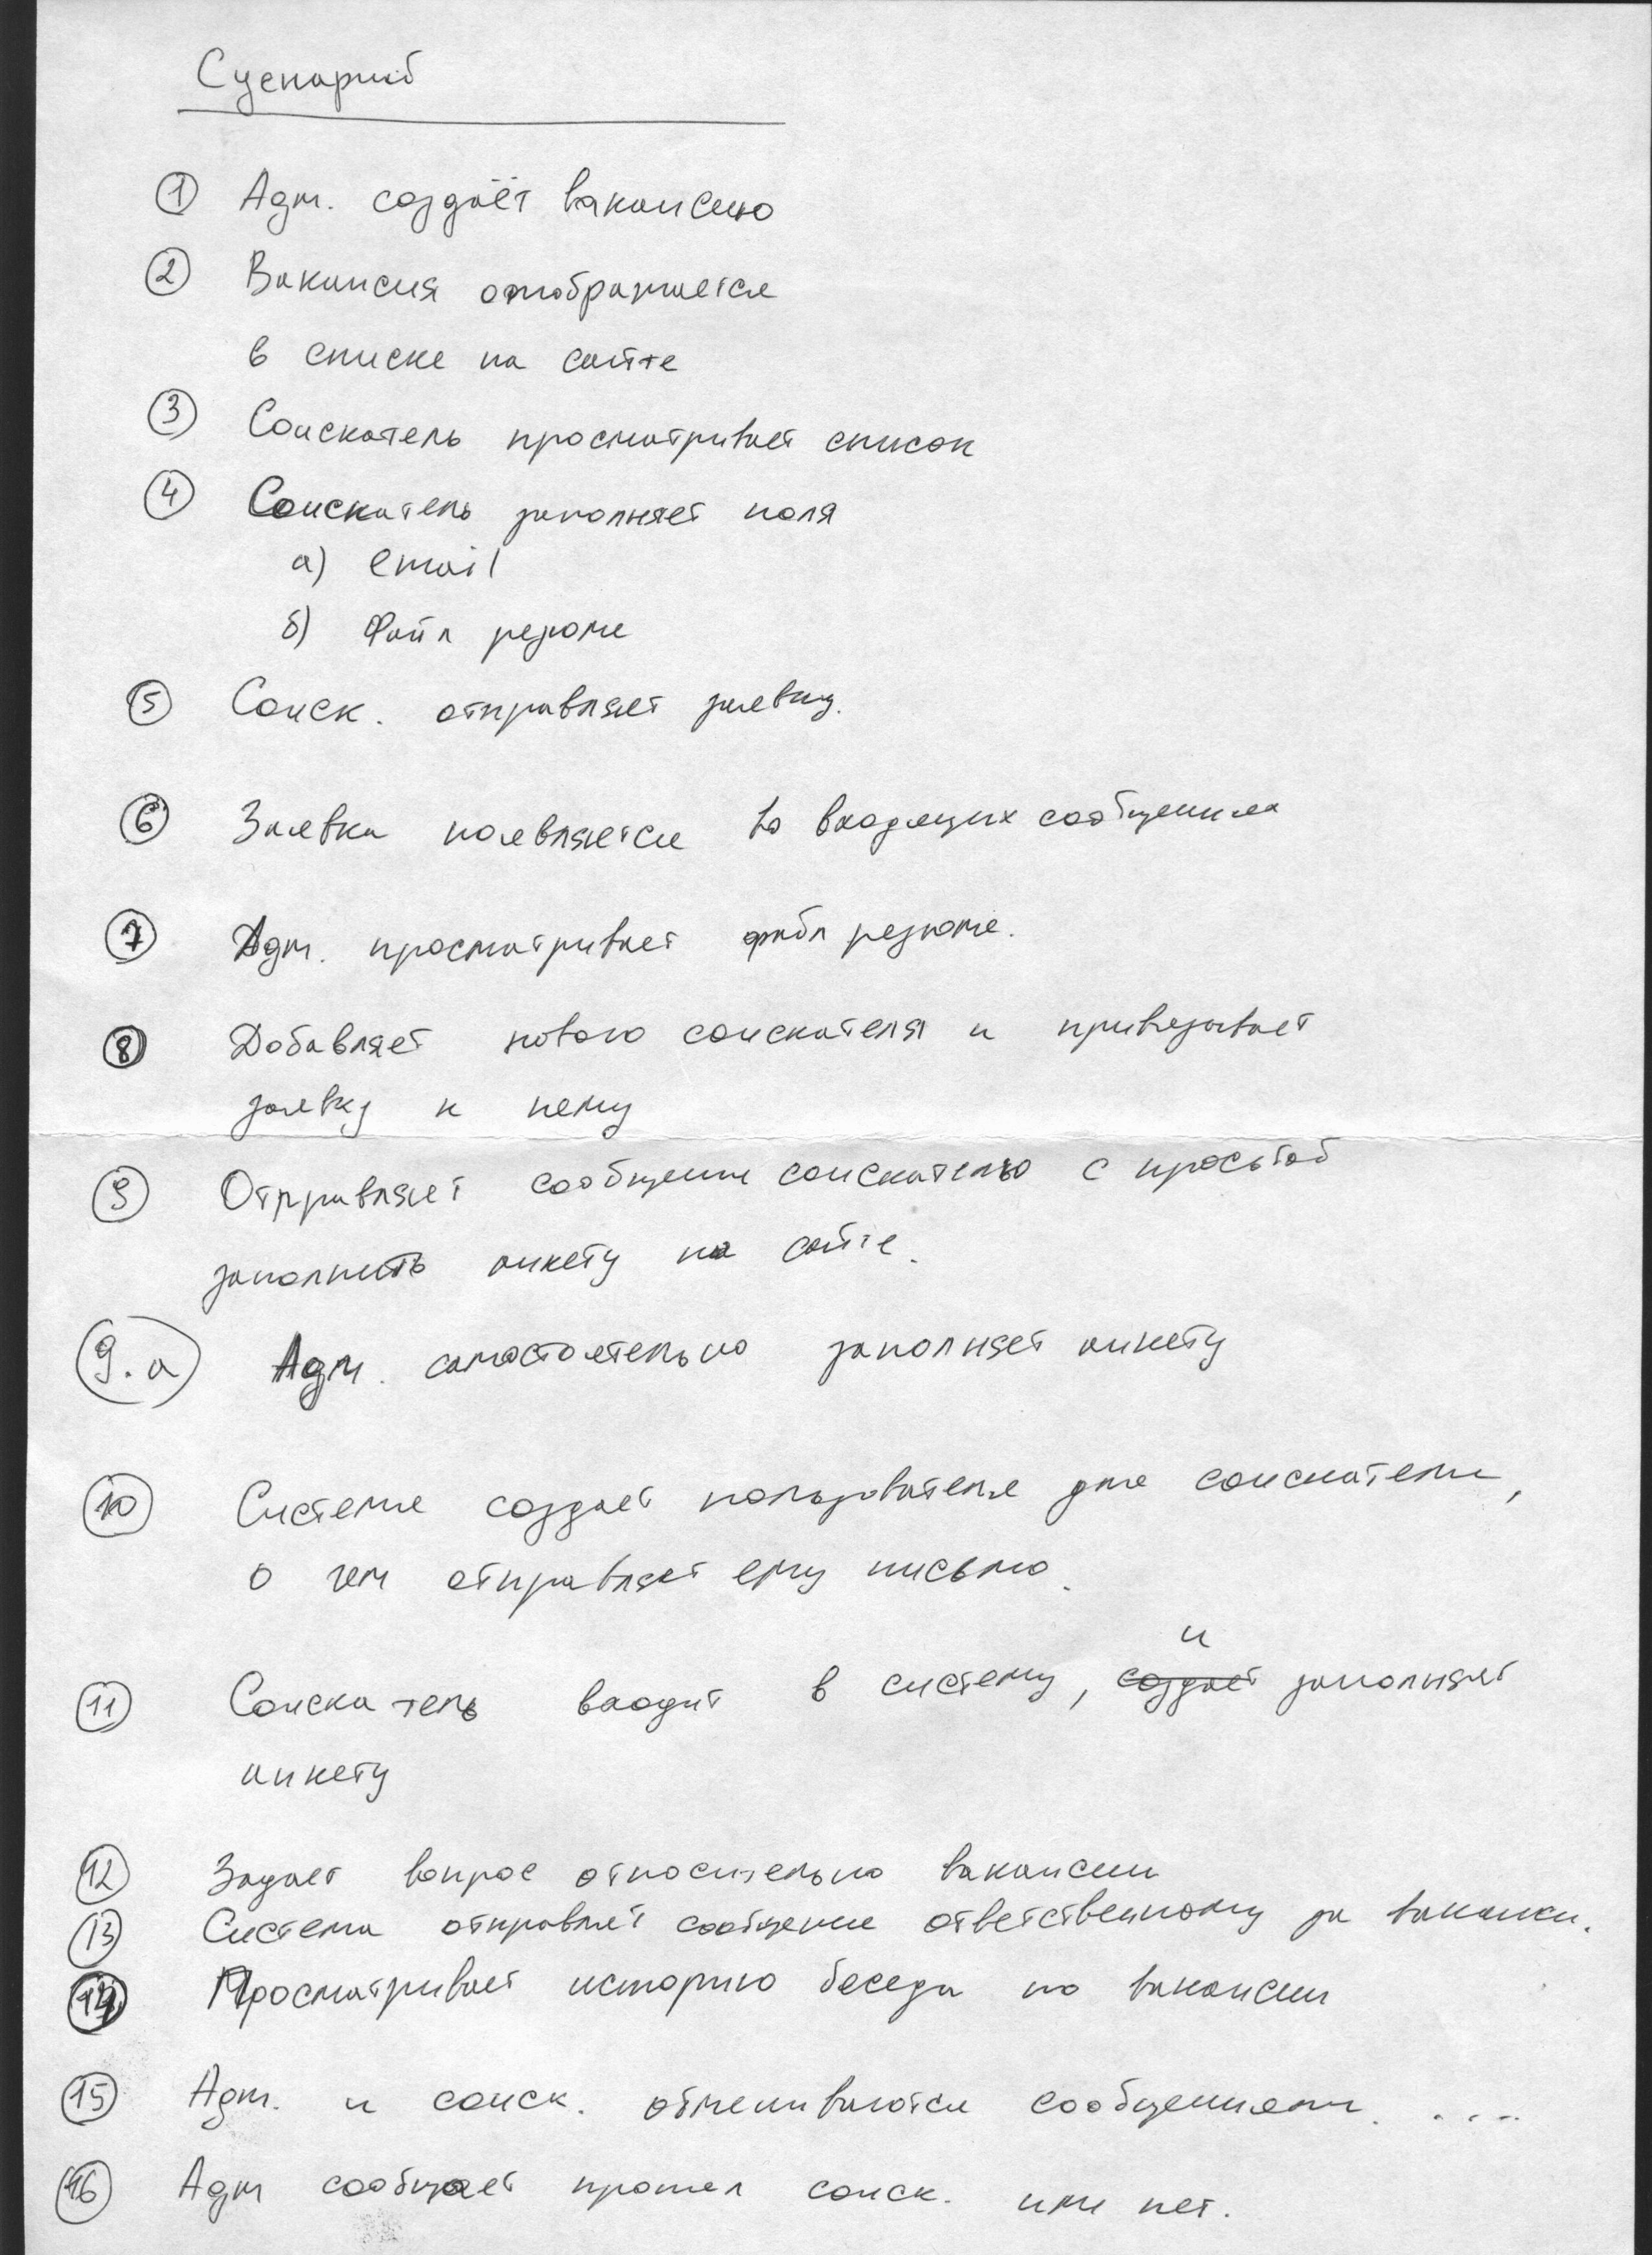 Сценарий
1 Адм. создаёт вакансию
2 Вакансия отображается
в списке на сайте
3 Соискатель просматривает список
4 Соискатель заполняет поля
а) email
б) Файл резюме
5 Соиск. отправляет заявку.
6 Заявка появляется во входящих сообщениях
7 Адм. просматривает файл резюме.
8 Добавляет нового соискателя и привязывает
заявку к нему
9 Отправляет сообщение соискателю с просьбой
заполнить анкету на сайте.
9.а Адм. самостоятельно заполняет анкету
10 Система создает пользователя для соискателя,
о чем отправляет ему письмо.
и
11 Соискатель входит в систему, создает заполняет
анкету
12 Задает вопрос относительно вакансии
13 Система отправляет сообщение ответственному за вакансии.
14 Просматривает историю беседы по вакансии
15 Адм. и соиск. обмениваются сообщениями. ....
16 Адм сообщает прошел соиск. или нет.